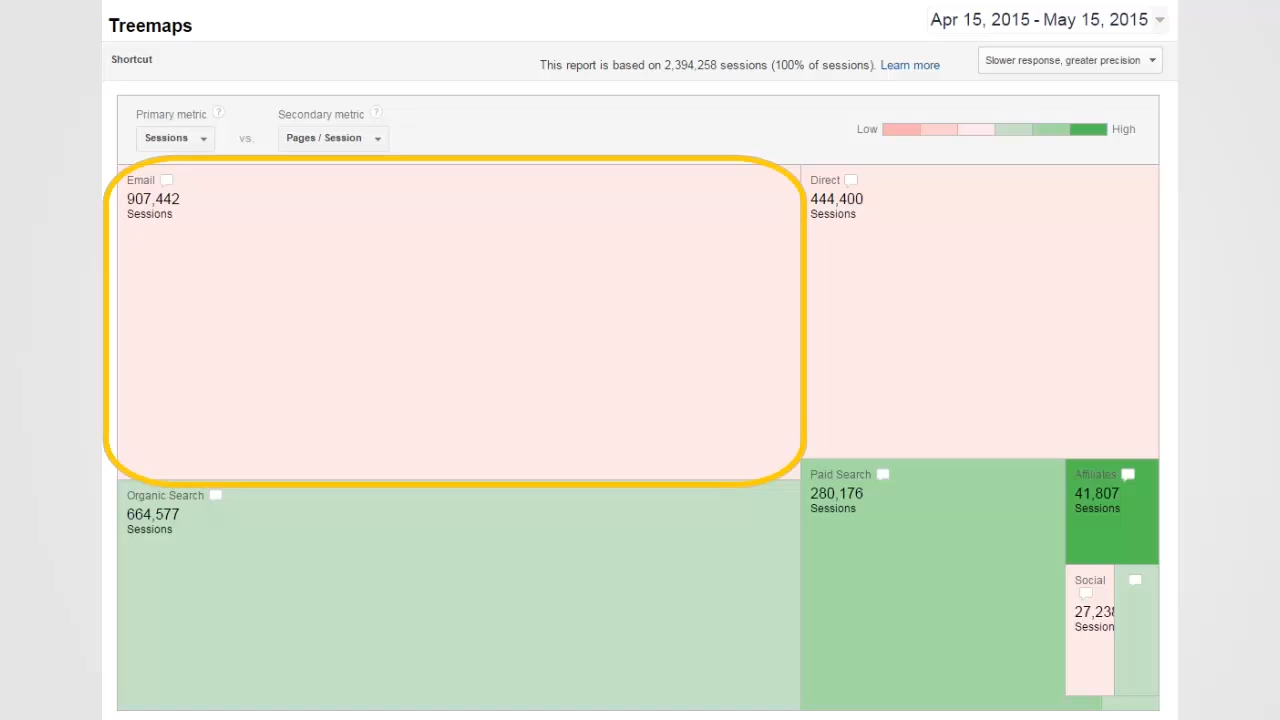 Treemaps
Apr 15, 2015 - May 15, 2015
Shortcut
This report is based on 2,394,258 sessions (100% of sessions). Learn more
Slower response, greater precision
Primary metric ?
Secondary metric ?
Sessions
vs.
Pages / Session
Low
High
Email
907,442
Sessions
Direct
444,400
Sessions
Organic Search
664,577
Sessions
Paid Search
280,176
Sessions
Affiliates
41,807
Sessions
Social
27,238
Session